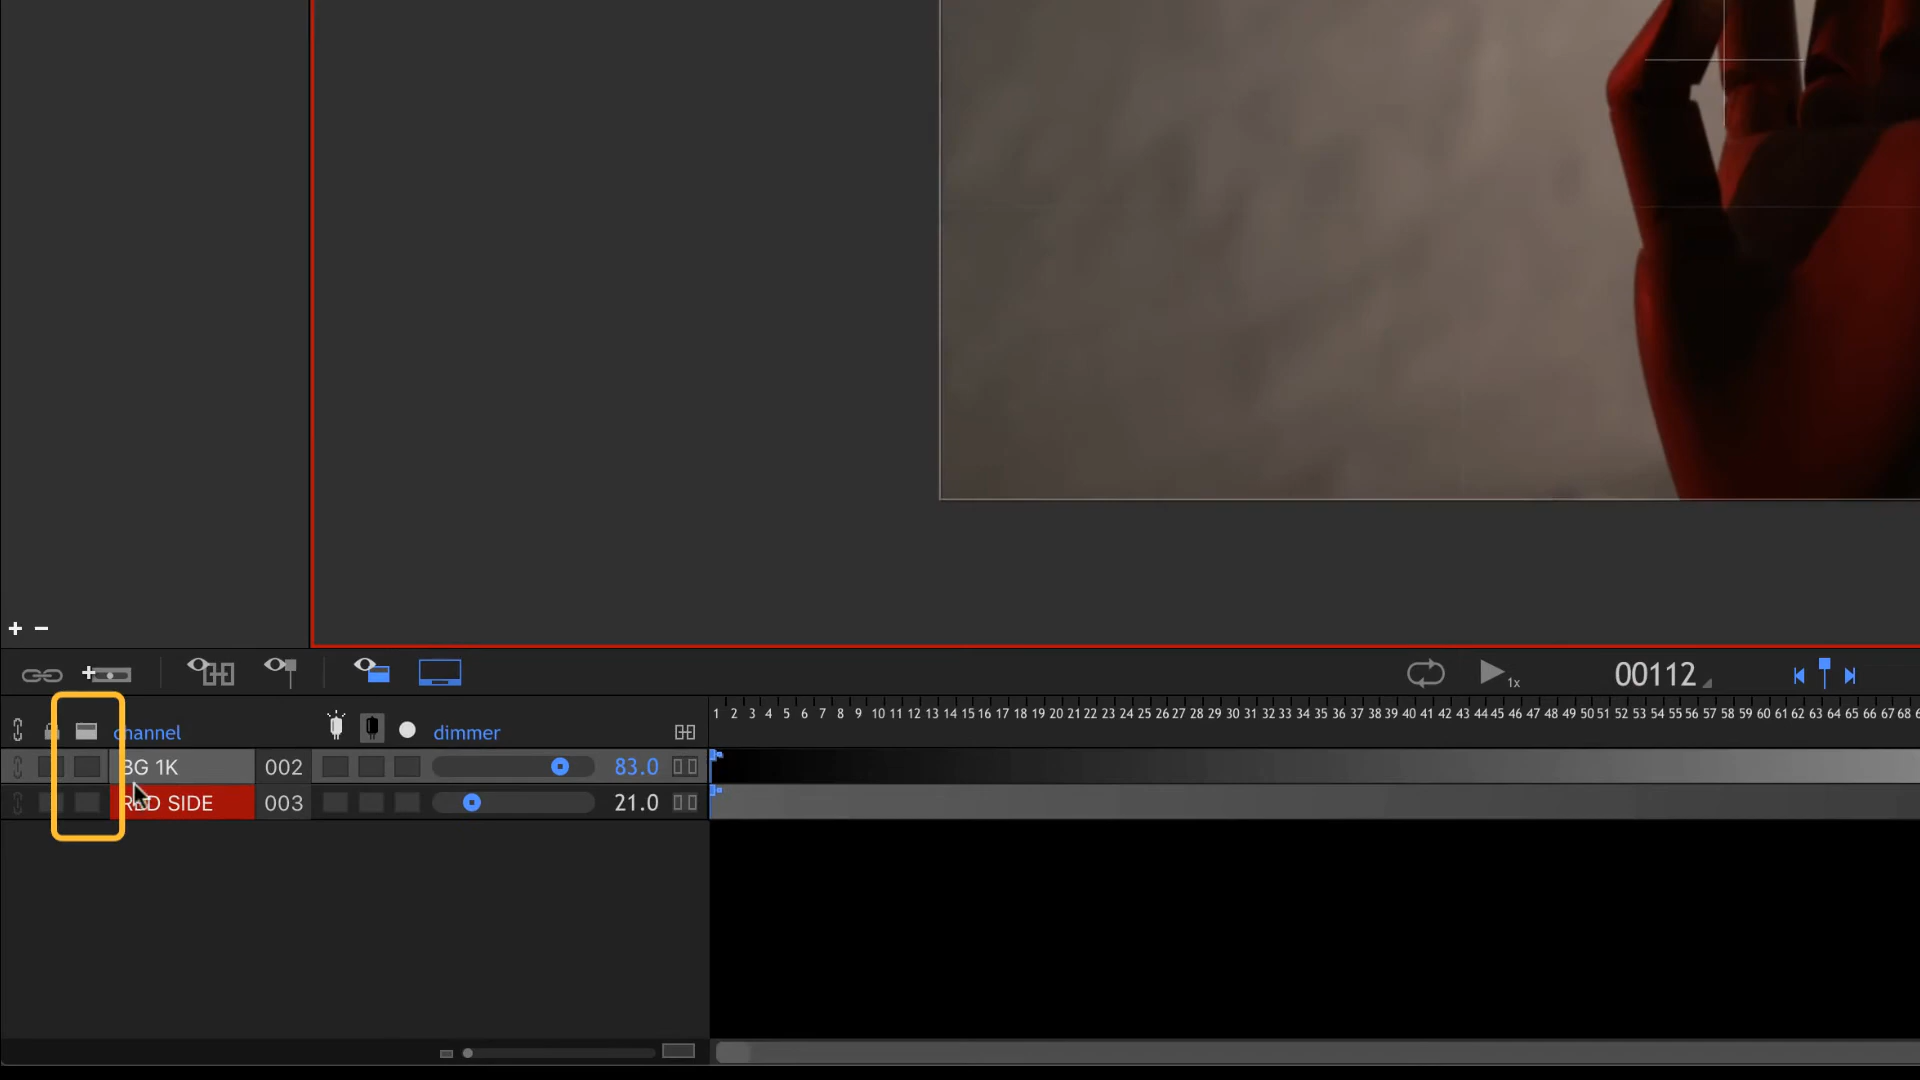 1x
00112
channel
dimmer
1 2 3 4 5 6 7 8 9 10 11 12 13 14 15 16 17 18 19 20 21 22 23 24 25 26 27 28 29 30 31 32 33 34 35 36 37 38 39 40 41 42 43 44 45 46 47 48 49 50 51 52 53 54 55 56 57 58 59 60 61 62 63 64 65 66 67 68
BG 1K 002 83.0
RED SIDE 003 21.0